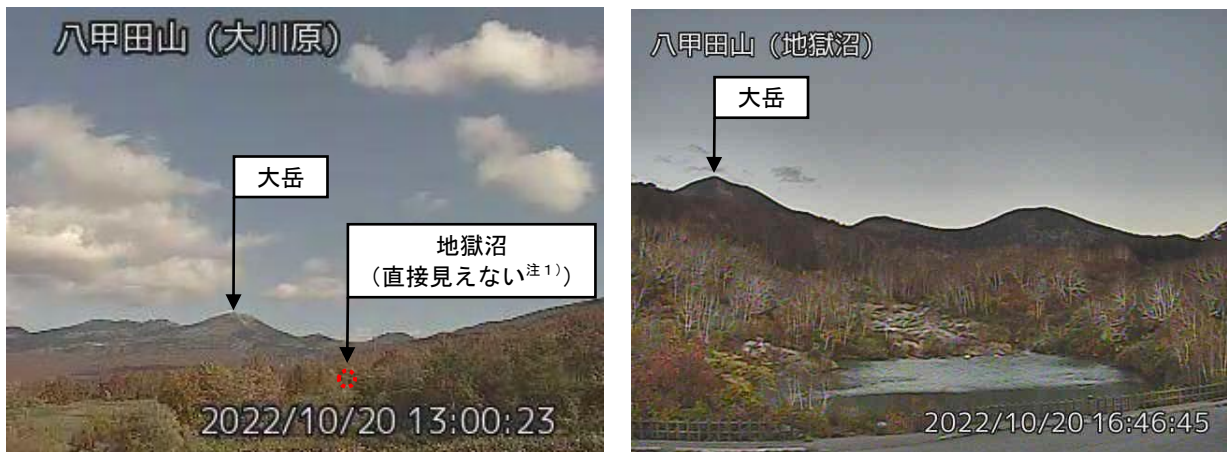 八甲田山（大川原）
大岳
地獄沼
（直接見えない注１））
2022/10/20 13:00:23
八甲田山（地獄沼）
大岳
2022/10/20 16:46:45